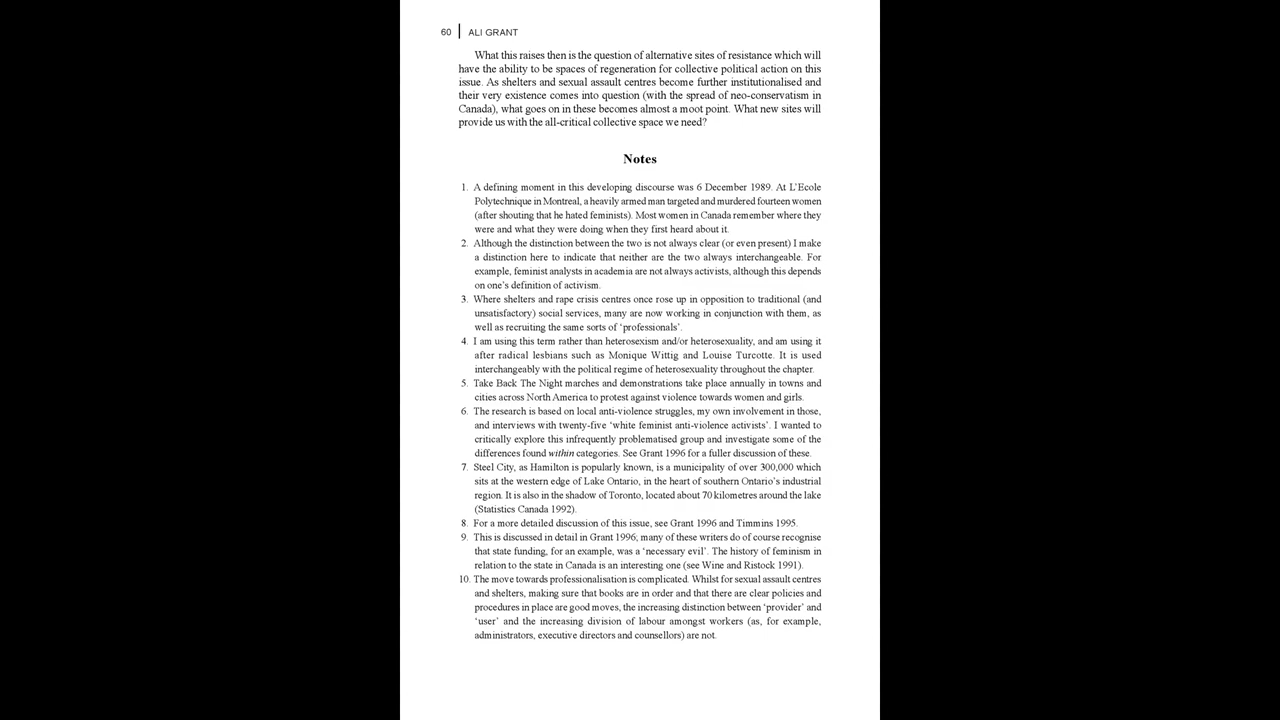 60 ALI GRANT
What this raises then is the question of alternative sites of resistance which will
have the ability to be spaces of regeneration for collective political action on this
issue. As shelters and sexual assault centres become further institutionalised and
their very existence comes into question (with the spread of neo-conservatism in
Canada), what goes on in these becomes almost a moot point. What new sites will
provide us with the all-critical collective space we need?
Notes
1. A defining moment in this developing discourse was 6 December 1989. At L'Ecole
Polytechnique in Montreal, a heavily armed man targeted and murdered fourteen women
(after shouting that he hated feminists). Most women in Canada remember where they
were and what they were doing when they first heard about it.
2. Although the distinction between the two is not always clear (or even present) I make
a distinction here to indicate that neither are the two always interchangeable. For
example, feminist analysts in academia are not always activists, although this depends
on one's definition of activism.
3. Where shelters and rape crisis centres once rose up in opposition to traditional (and
unsatisfactory) social services, many are now working in conjunction with them, as
well as recruiting the same sorts of 'professionals'.
4. I am using this term rather than heterosexism and/or heterosexuality, and am using it
after radical lesbians such as Monique Wittig and Louise Turcotte. It is used
interchangeably with the political regime of heterosexuality throughout the chapter.
5. Take Back The Night marches and demonstrations take place annually in towns and
cities across North America to protest against violence towards women and girls.
6. The research is based on local anti-violence struggles, my own involvement in those,
and interviews with twenty-five 'white feminist anti-violence activists'. I wanted to
critically explore this infrequently problematised group and investigate some of the
differences found within categories. See Grant 1996 for a fuller discussion of these.
7. Steel City, as Hamilton is popularly known, is a municipality of over 300,000 which
sits at the western edge of Lake Ontario, in the heart of southern Ontario's industrial
region. It is also in the shadow of Toronto, located about 70 kilometres around the lake
(Statistics Canada 1992).
8. For a more detailed discussion of this issue, see Grant 1996 and Timmins 1995.
9. This is discussed in detail in Grant 1996; many of these writers do of course recognise
that state funding, for an example, was a 'necessary evil'. The history of feminism in
relation to the state in Canada is an interesting one (see Wine and Ristock 1991).
10. The move towards professionalisation is complicated. Whilst for sexual assault centres
and shelters, making sure that books are in order and that there are clear policies and
procedures in place are good moves, the increasing distinction between 'provider' and
'user' and the increasing division of labour amongst workers (as, for example,
administrators, executive directors and counsellors) are not.